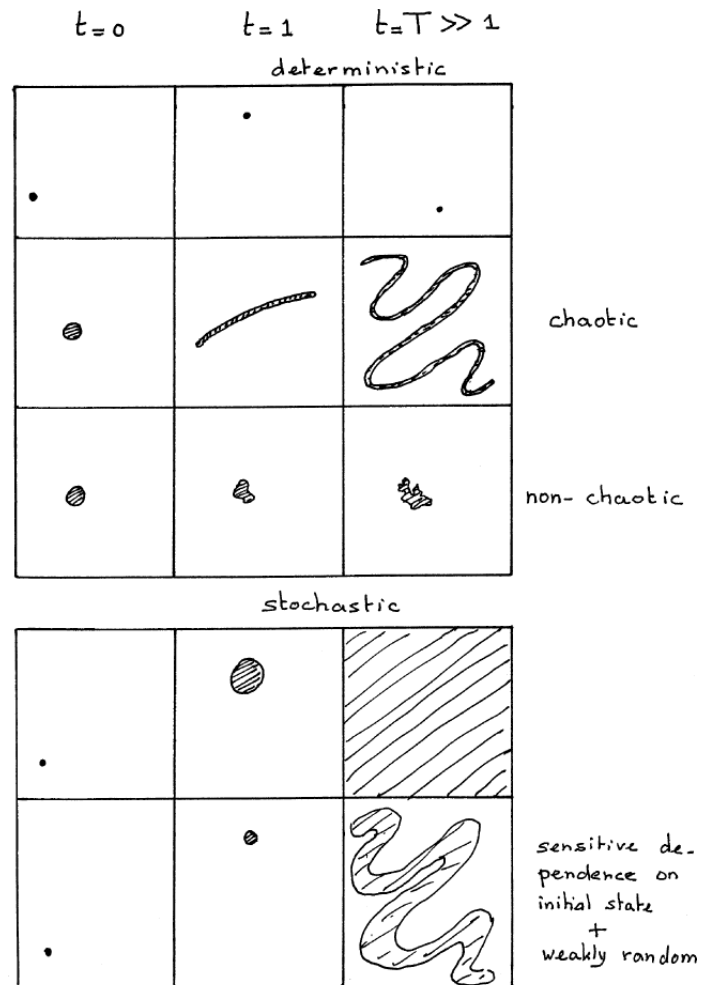 t=0 t=1 t=T >> 1
deterministic
chaotic
non-chaotic
stochastic
sensitive de-
pendence on
initial state
+
weakly random